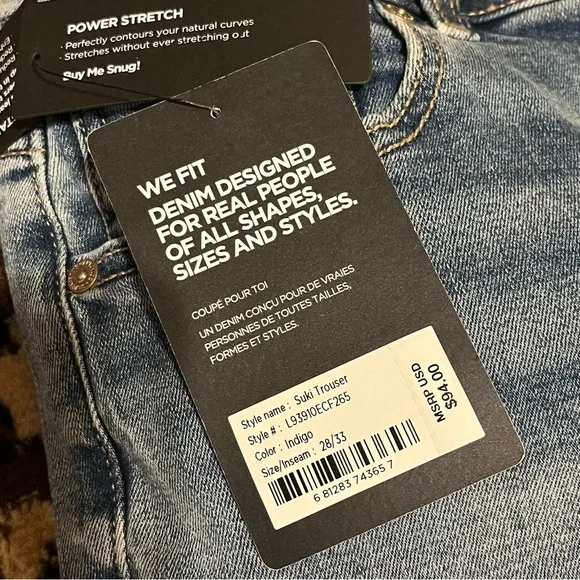 POWER STRETCH
· Perfectly contours your natural curves
· Stretches without ever stretching out
Buy Me Snug!
WE FIT
DENIM DESIGNED
FOR REAL PEOPLE
OF ALL SHAPES,
SIZES AND STYLES.
COUPÉ POUR TOI
UN DENIM CONÇU POUR DE VRAIES
PERSONNES DE TOUTES TAILLES,
FORMES ET STYLES.
Style name : Suki Trouser
Style # : L93910ECF265
Color : Indigo
Size/Inseam : 28/33
6 81283 74365 7
MSRP USD
$94.00